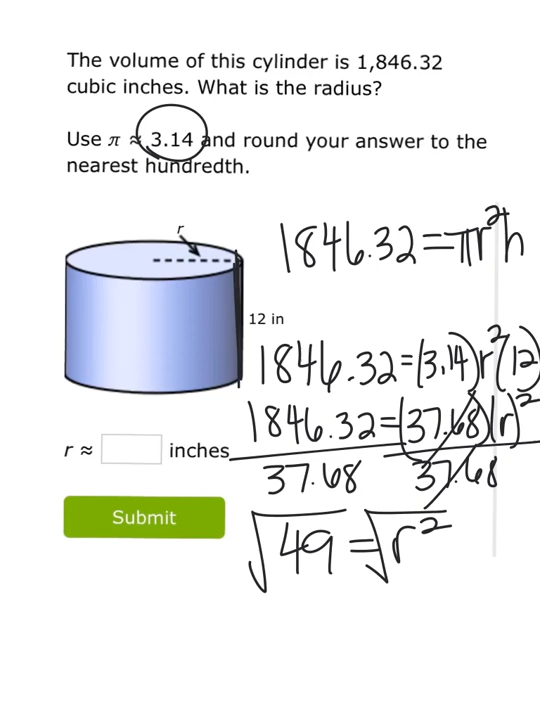 The volume of this cylinder is 1,846.32
cubic inches. What is the radius?
Use π ≈ 3.14 and round your answer to the
nearest hundredth.
r
1846.32=πr²h
12 in
1846.32=(3.14)r²(12)
1846.32=(37.68)(r)²
r ≈ inches
37.68 37.68
Submit
√49=√r²